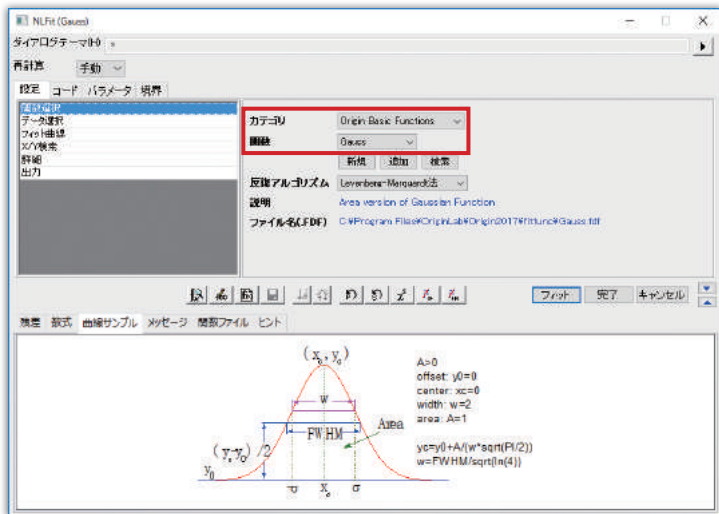 NLFit (Gauss)
ダイアログテーマ(H) *
再計算 手動
設定 コード パラメータ 境界
関数選択
データ選択
フィット曲線
X/Y検索
詳細
出力
カテゴリ Origin Basic Functions
関数 Gauss
新規 追加 検索
反復アルゴリズム Levenberg-Marquardt法
説明 Area version of Gaussian Function
ファイル名(.FDF) C:¥Program Files¥OriginLab¥Origin2017¥fitfunc¥Gauss.fdf
フィット 完了 キャンセル
残差 数式 曲線サンプル メッセージ 関数ファイル ヒント
(xc, yc)
w
FWHM
Area
(yc-y0)/2
y0
-σ xc σ
A>0
offset: y0=0
center: xc=0
width: w=2
area: A=1
yc=y0+A/(w*sqrt(PI/2))
w=FWHM/sqrt(ln(4))